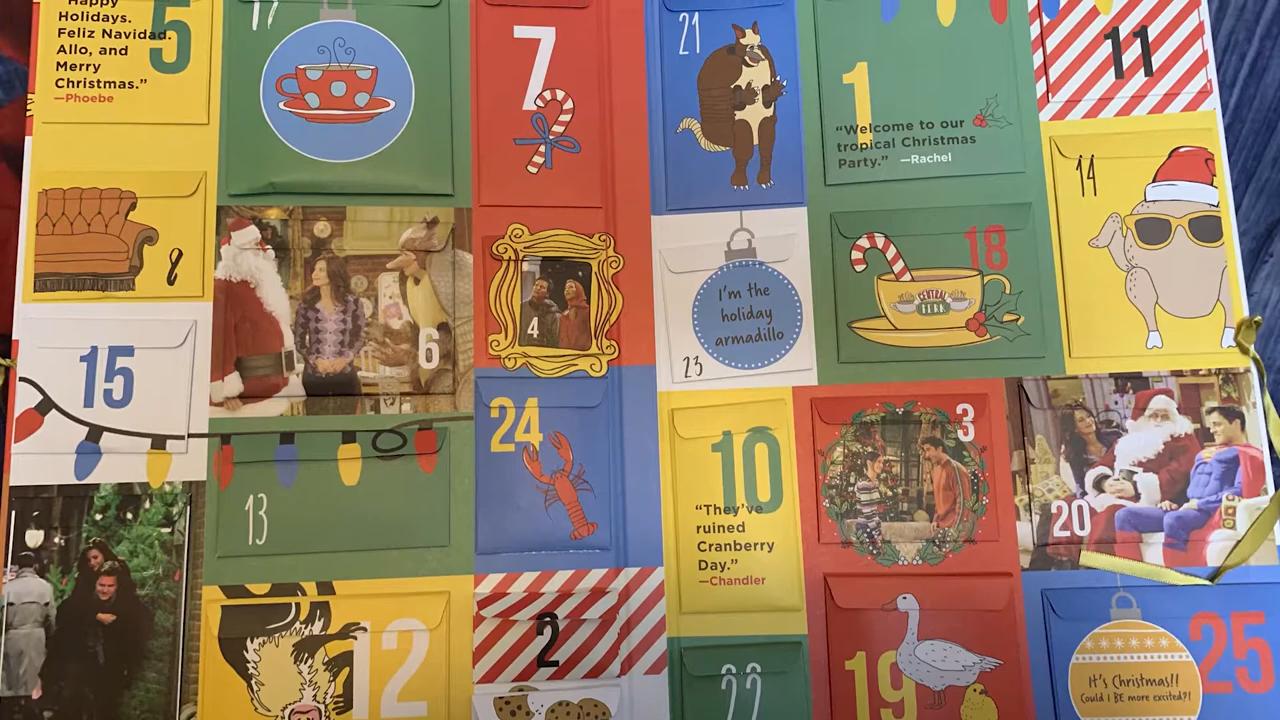 "Happy
Holidays.
Feliz Navidad.
Allo, and
Merry
Christmas."
—Phoebe
5
17
7
21
1
"Welcome to our
tropical Christmas
Party." —Rachel
11
14
8
6
4
I'm the
holiday
armadillo
23
18
CENTRAL
PERK
15
13
24
10
"They've
ruined
Cranberry
Day."
—Chandler
3
20
12
2
22
19
25
It's Christmas!!
Could I BE more excited?!